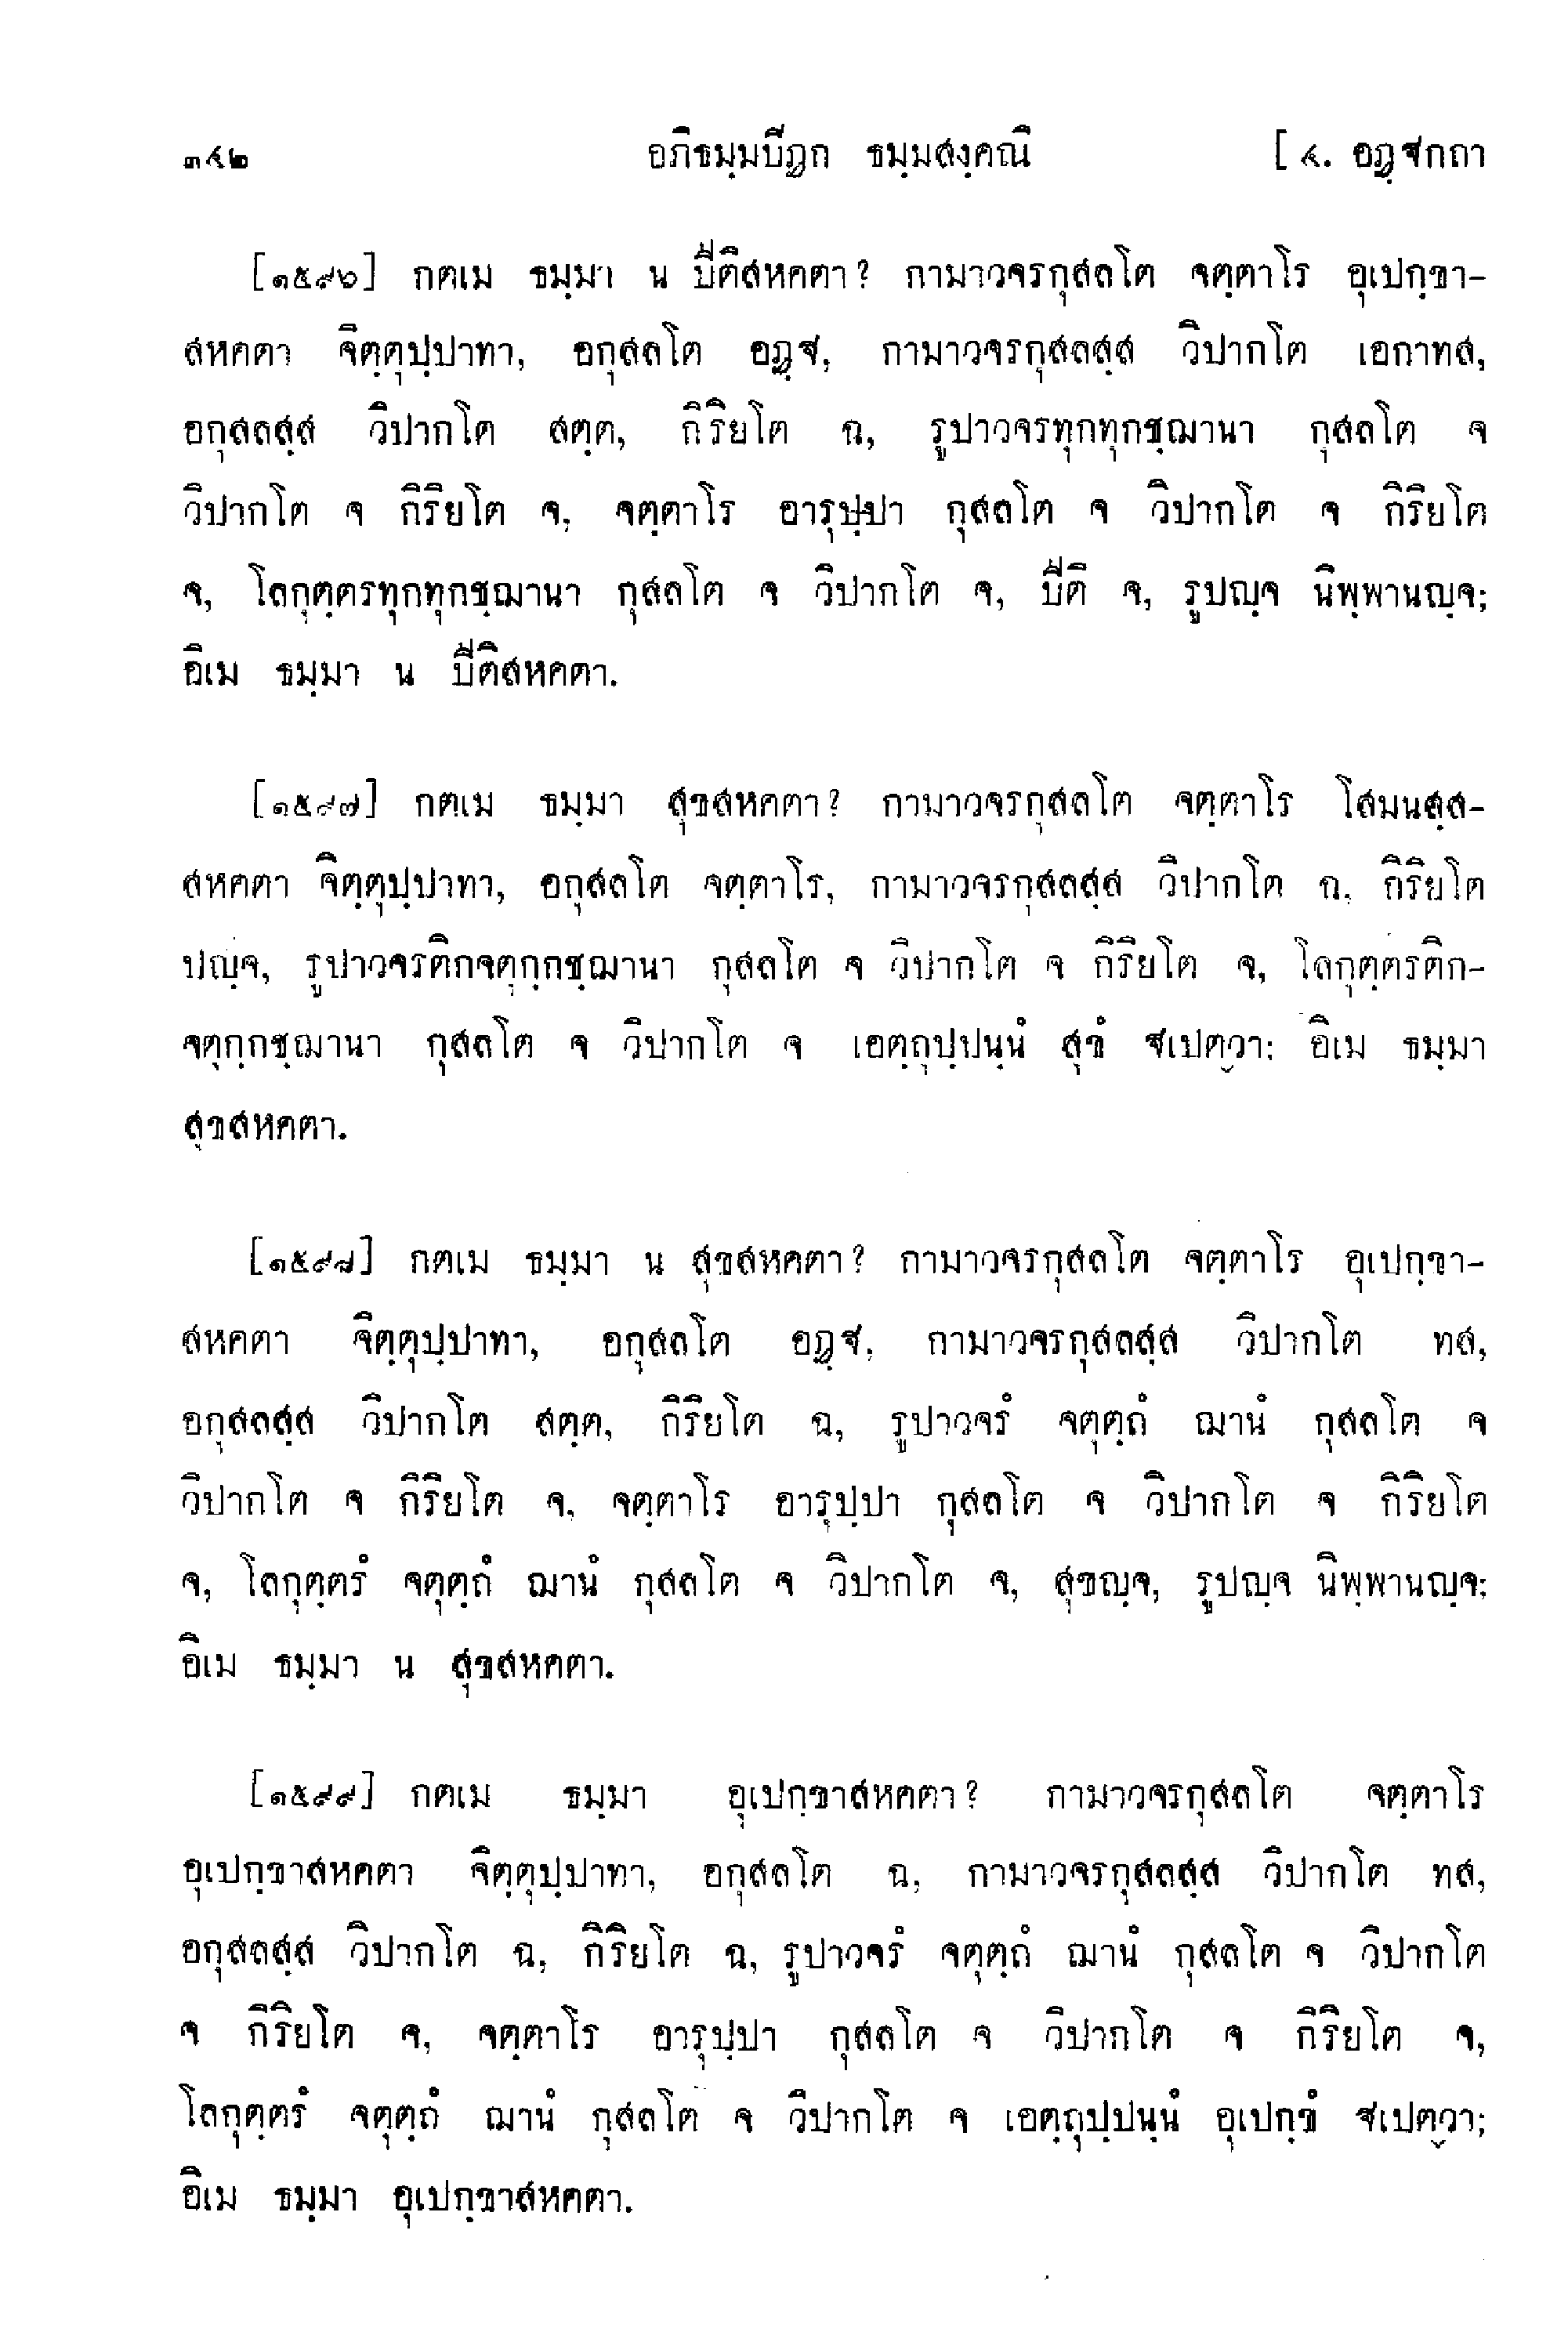 ๓๔๒ อภิธมฺมปีฏก ธมฺมสงฺคณี [ ๔. อฏฺฐกถา
[๑๕๙๖] กตเม ธมฺมา น ปีติสหคตา? กามาวจรกุสลโต จตฺตาโร อุเปกฺขา-
สหคตา จิตฺตุปฺปาทา, อกุสลโต อฏฺฐ, กามาวจรกุสลสฺส วิปากโต เอกาทส,
อกุสลสฺส วิปากโต สตฺต, กิริยโต ฉ, รูปาวจรทุกทุกชฺฌานา กุสลโต จ
วิปากโต จ กิริยโต จ, จตฺตาโร อารุปฺปา กุสลโต จ วิปากโต จ กิริยโต
จ, โลกุตฺตรทุกทุกชฺฌานา กุสลโต จ วิปากโต จ, ปีติ จ, รูปญฺจ นิพฺพานญฺจ;
อิเม ธมฺมา น ปีติสหคตา.
[๑๕๙๗] กตเม ธมฺมา สุขสหคตา? กามาวจรกุสลโต จตฺตาโร โสมนสฺส-
สหคตา จิตฺตุปฺปาทา, อกุสลโต จตฺตาโร, กามาวจรกุสลสฺส วิปากโต ฉ, กิริยโต
ปญฺจ, รูปาวจรติกจตุกฺกชฺฌานา กุสลโต จ วิปากโต จ กิริยโต จ, โลกุตฺตรติก-
จตุกฺกชฺฌานา กุสลโต จ วิปากโต จ เอตฺถุปฺปนฺนํ สุขํ ฐเปตฺวา; อิเม ธมฺมา
สุขสหคตา.
[๑๕๙๘] กตเม ธมฺมา น สุขสหคตา? กามาวจรกุสลโต จตฺตาโร อุเปกฺขา-
สหคตา จิตฺตุปฺปาทา, อกุสลโต อฏฺฐ, กามาวจรกุสลสฺส วิปากโต ทส,
อกุสลสฺส วิปากโต สตฺต, กิริยโต ฉ, รูปาวจรํ จตุตฺถํ ฌานํ กุสลโต จ
วิปากโต จ กิริยโต จ, จตฺตาโร อารุปฺปา กุสลโต จ วิปากโต จ กิริยโต
จ, โลกุตฺตรํ จตุตฺถํ ฌานํ กุสลโต จ วิปากโต จ, สุขญฺจ, รูปญฺจ นิพฺพานญฺจ;
อิเม ธมฺมา น สุขสหคตา.
[๑๕๙๙] กตเม ธมฺมา อุเปกฺขาสหคตา? กามาวจรกุสลโต จตฺตาโร
อุเปกฺขาสหคตา จิตฺตุปฺปาทา, อกุสลโต ฉ, กามาวจรกุสลสฺส วิปากโต ทส,
อกุสลสฺส วิปากโต ฉ, กิริยโต ฉ, รูปาวจรํ จตุตฺถํ ฌานํ กุสลโต จ วิปากโต
จ กิริยโต จ, จตฺตาโร อารุปฺปา กุสลโต จ วิปากโต จ กิริยโต จ,
โลกุตฺตรํ จตุตฺถํ ฌานํ กุสลโต จ วิปากโต จ เอตฺถุปฺปนฺนํ อุเปกฺขํ ฐเปตฺวา;
อิเม ธมฺมา อุเปกฺขาสหคตา.